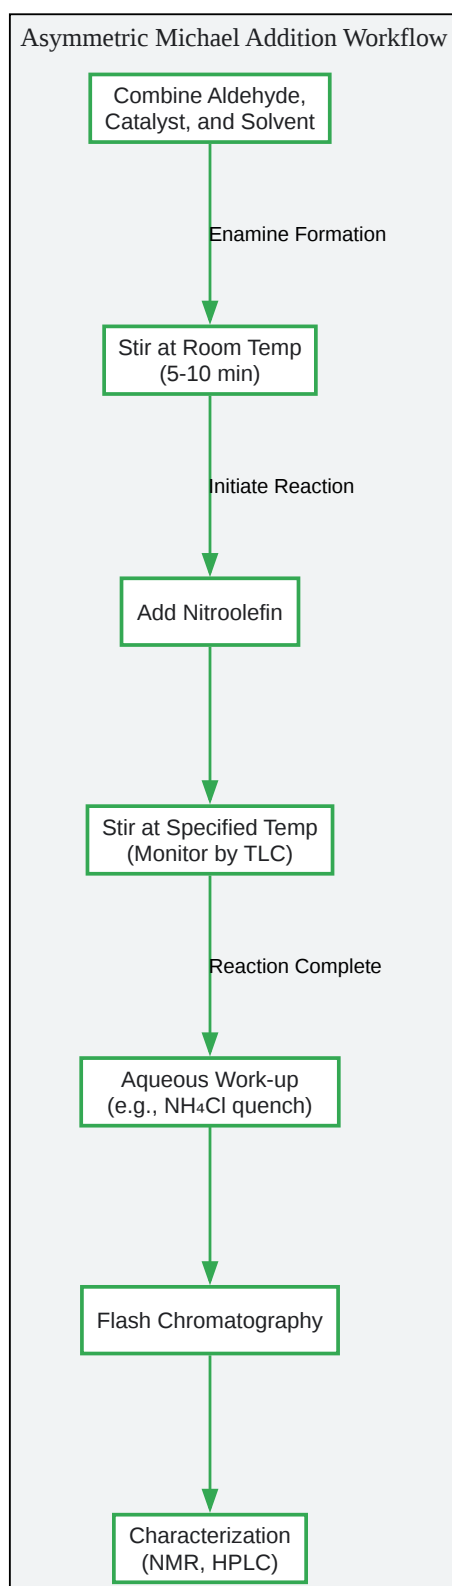 Asymmetric Michael Addition Workflow
Combine Aldehyde,
Catalyst, and Solvent
Enamine Formation
Stir at Room Temp
(5-10 min)
Initiate Reaction
Add Nitroolefin
Stir at Specified Temp
(Monitor by TLC)
Reaction Complete
Aqueous Work-up
(e.g., NH₄Cl quench)
Flash Chromatography
Characterization
(NMR, HPLC)